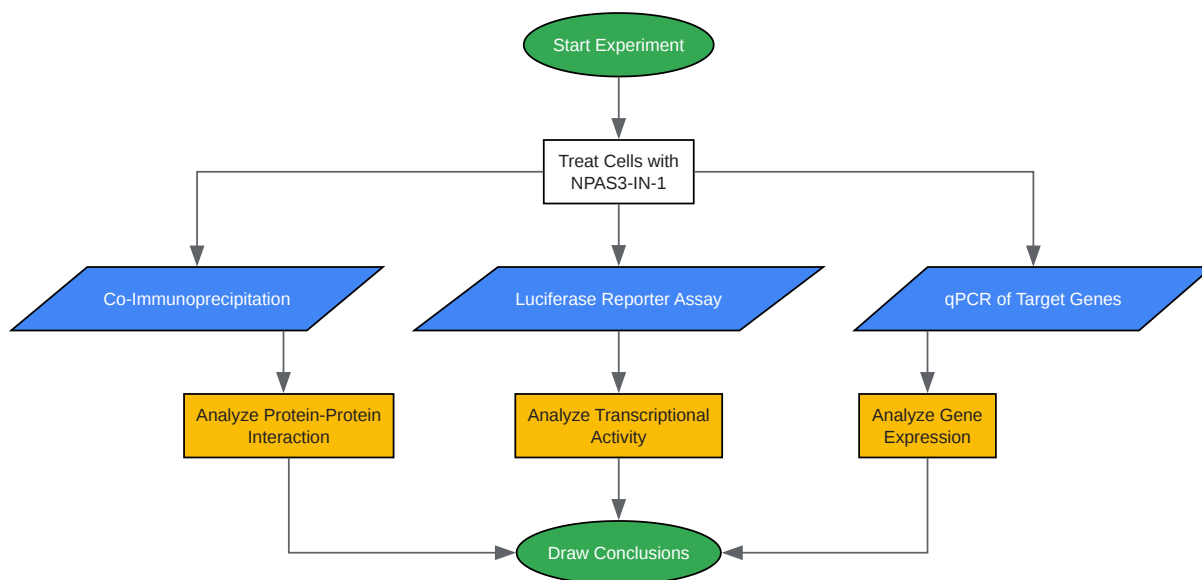 Start Experiment
Treat Cells with
NPAS3-IN-1
Co-Immunoprecipitation
Luciferase Reporter Assay
qPCR of Target Genes
Analyze Protein-Protein
Interaction
Analyze Transcriptional
Activity
Analyze Gene
Expression
Draw Conclusions